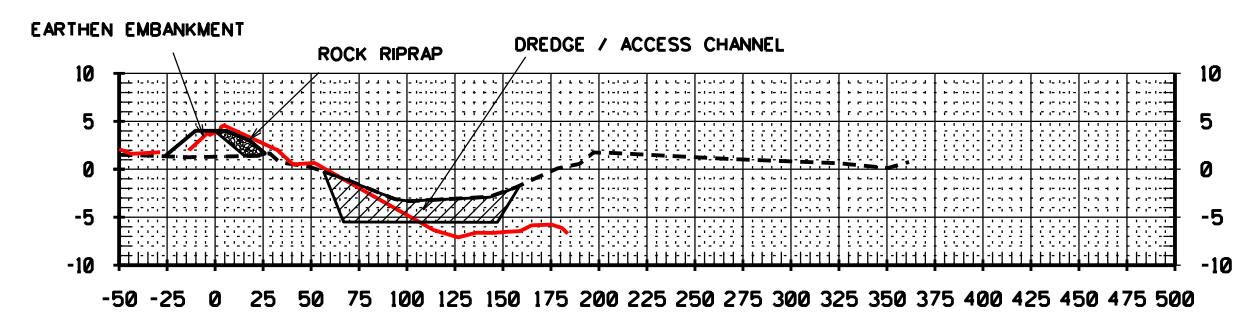 EARTHEN EMBANKMENT
ROCK RIPRAP
DREDGE / ACCESS CHANNEL
10 10
5 5
0 0
-5 -5
-10 -10
-50 -25 0 25 50 75 100 125 150 175 200 225 250 275 300 325 350 375 400 425 450 475 500